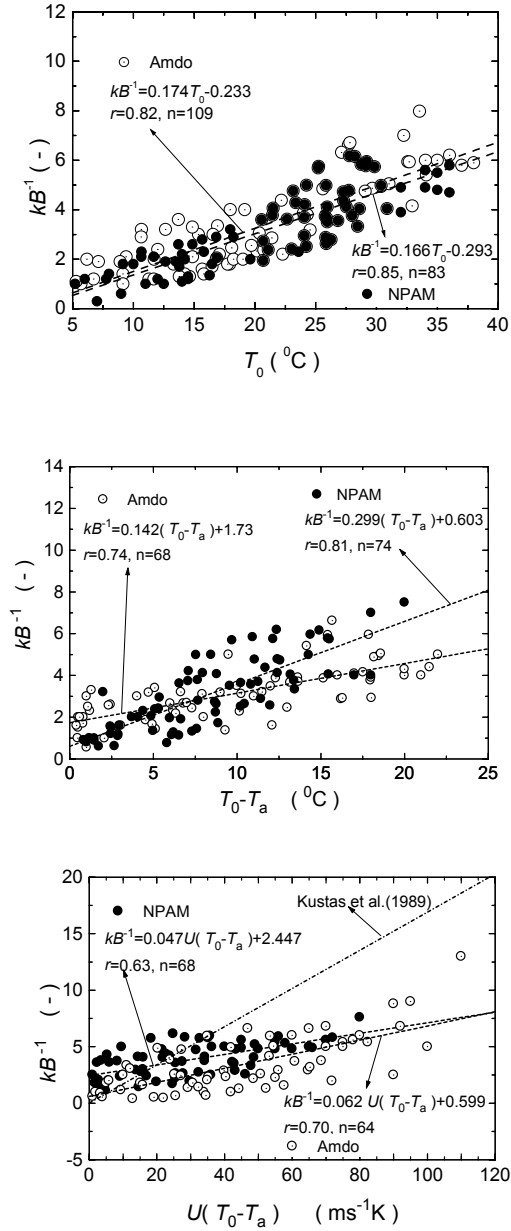 12
10
8
6
4
2
0
kB⁻¹ ( - )
Amdo
kB⁻¹=0.174T₀-0.233
r=0.82, n=109
kB⁻¹=0.166T₀-0.293
r=0.85, n=83
NPAM
5 10 15 20 25 30 35 40
T₀ ( ⁰C )
14
12
10
8
6
4
2
0
kB⁻¹ ( - )
Amdo
kB⁻¹=0.142( T₀-Tₐ)+1.73
r=0.74, n=68
NPAM
kB⁻¹=0.299( T₀-Tₐ)+0.603
r=0.81, n=74
0 5 10 15 20 25
T₀-Tₐ ( ⁰C )
20
15
10
5
0
-5
kB⁻¹ ( - )
NPAM
kB⁻¹=0.047U( T₀-Tₐ)+2.447
r=0.63, n=68
Kustas et al.(1989)
kB⁻¹=0.062 U( T₀-Tₐ)+0.599
r=0.70, n=64
Amdo
0 20 40 60 80 100 120
U( T₀-Tₐ) ( ms⁻¹K )